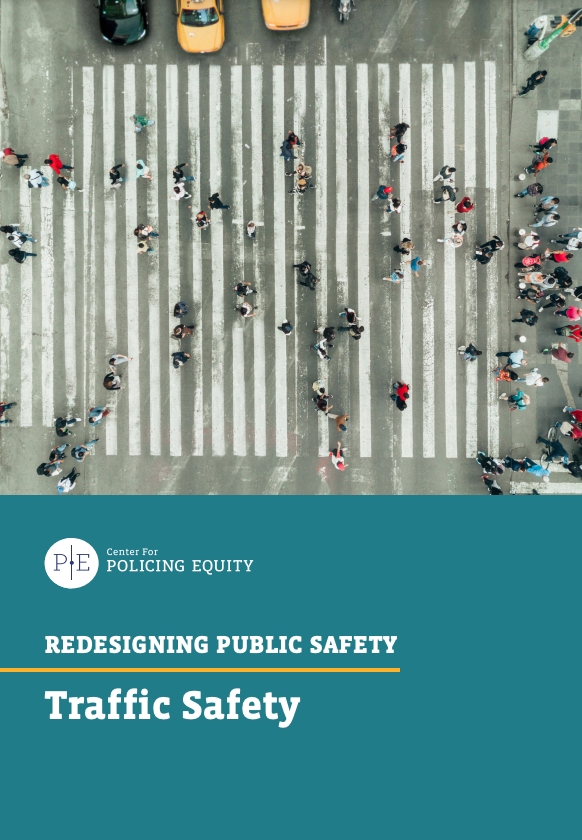 P E
Center For
POLICING EQUITY
REDESIGNING PUBLIC SAFETY
Traffic Safety